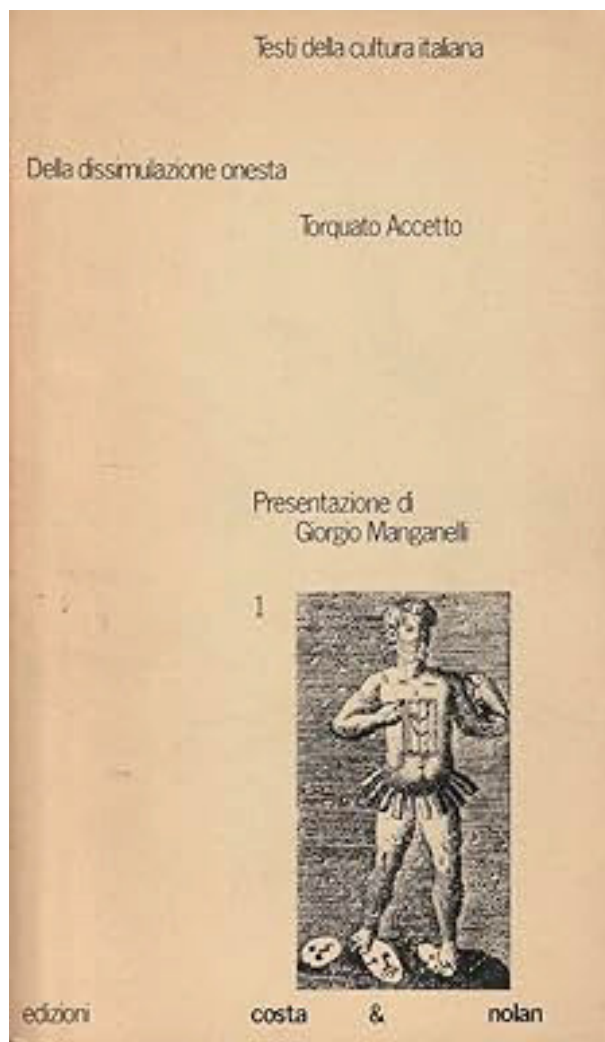 Testi della cultura italiana
Della dissimulazione onesta
Torquato Accetto
Presentazione di
Giorgio Manganelli
1
edizioni costa & nolan